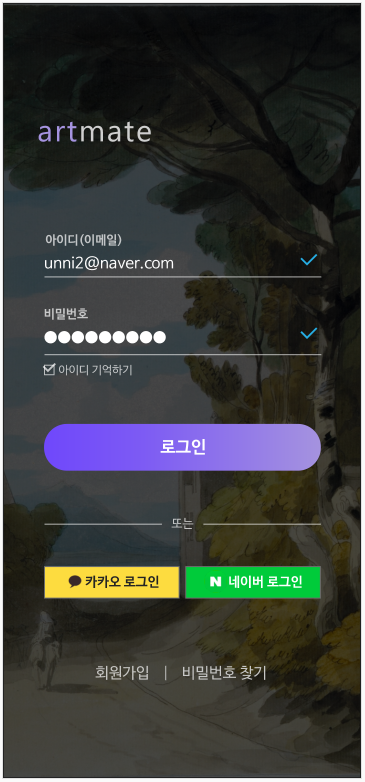 artmate
아이디(이메일)
unni2@naver.com
비밀번호
●●●●●●●●●
아이디 기억하기
로그인
또는
카카오 로그인
N 네이버 로그인
회원가입 | 비밀번호 찾기